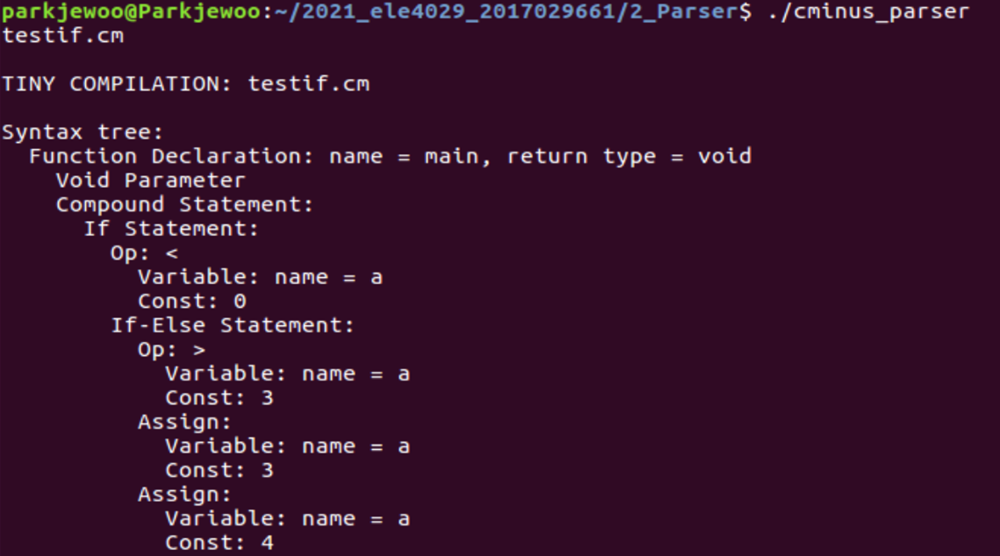 parkjewoo@Parkjewoo:~/2021_ele4029_2017029661/2_Parser$ ./cminus_parser
testif.cm
TINY COMPILATION: testif.cm
Syntax tree:
Function Declaration: name = main, return type = void
Void Parameter
Compound Statement:
If Statement:
Op: <
Variable: name = a
Const: 0
If-Else Statement:
Op: >
Variable: name = a
Const: 3
Assign:
Variable: name = a
Const: 3
Assign:
Variable: name = a
Const: 4